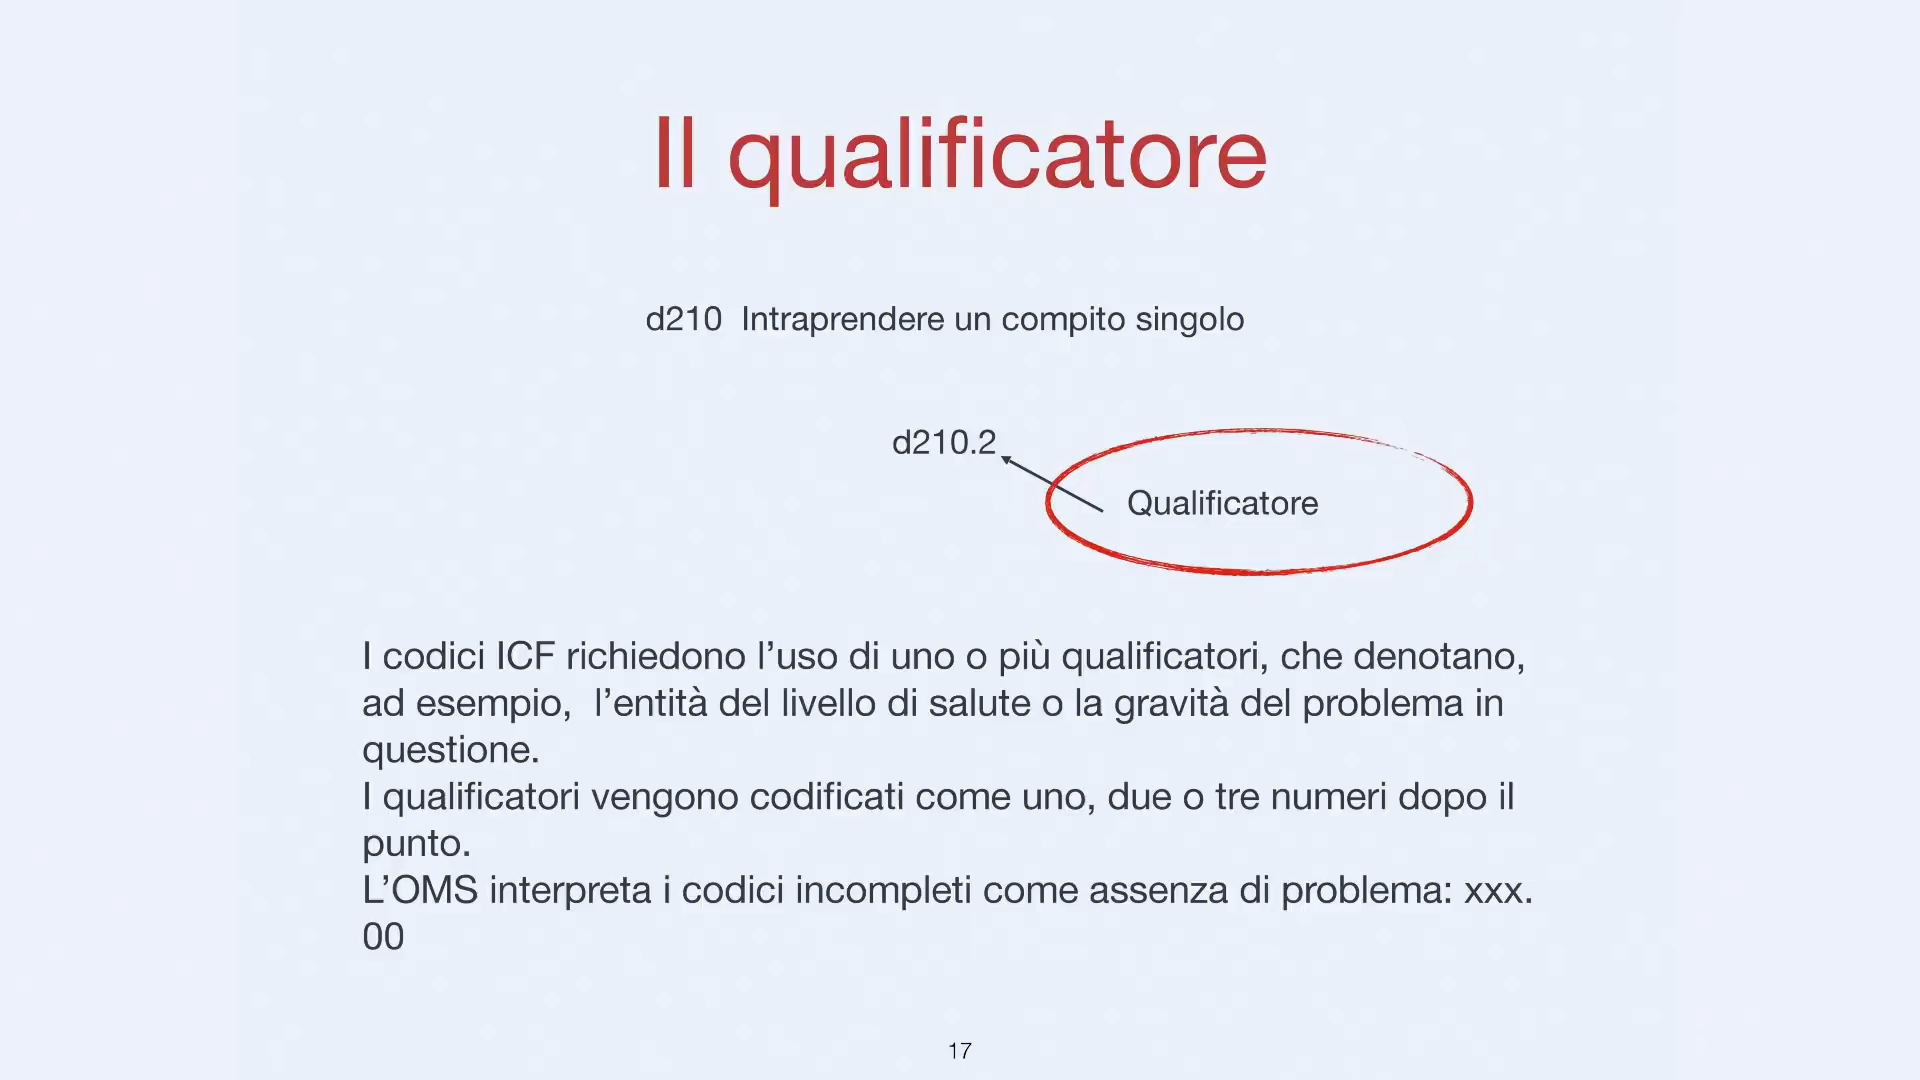 Il qualificatore
d210  Intraprendere un compito singolo
d210.2
Qualificatore
I codici ICF richiedono l’uso di uno o più qualificatori, che denotano,
ad esempio,  l’entità del livello di salute o la gravità del problema in
questione.
I qualificatori vengono codificati come uno, due o tre numeri dopo il
punto.
L’OMS interpreta i codici incompleti come assenza di problema: xxx.
00
17